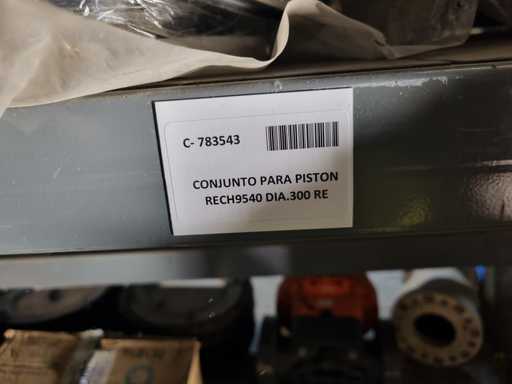 C- 783543
CONJUNTO PARA PISTON
RECH9540 DIA.300 RE